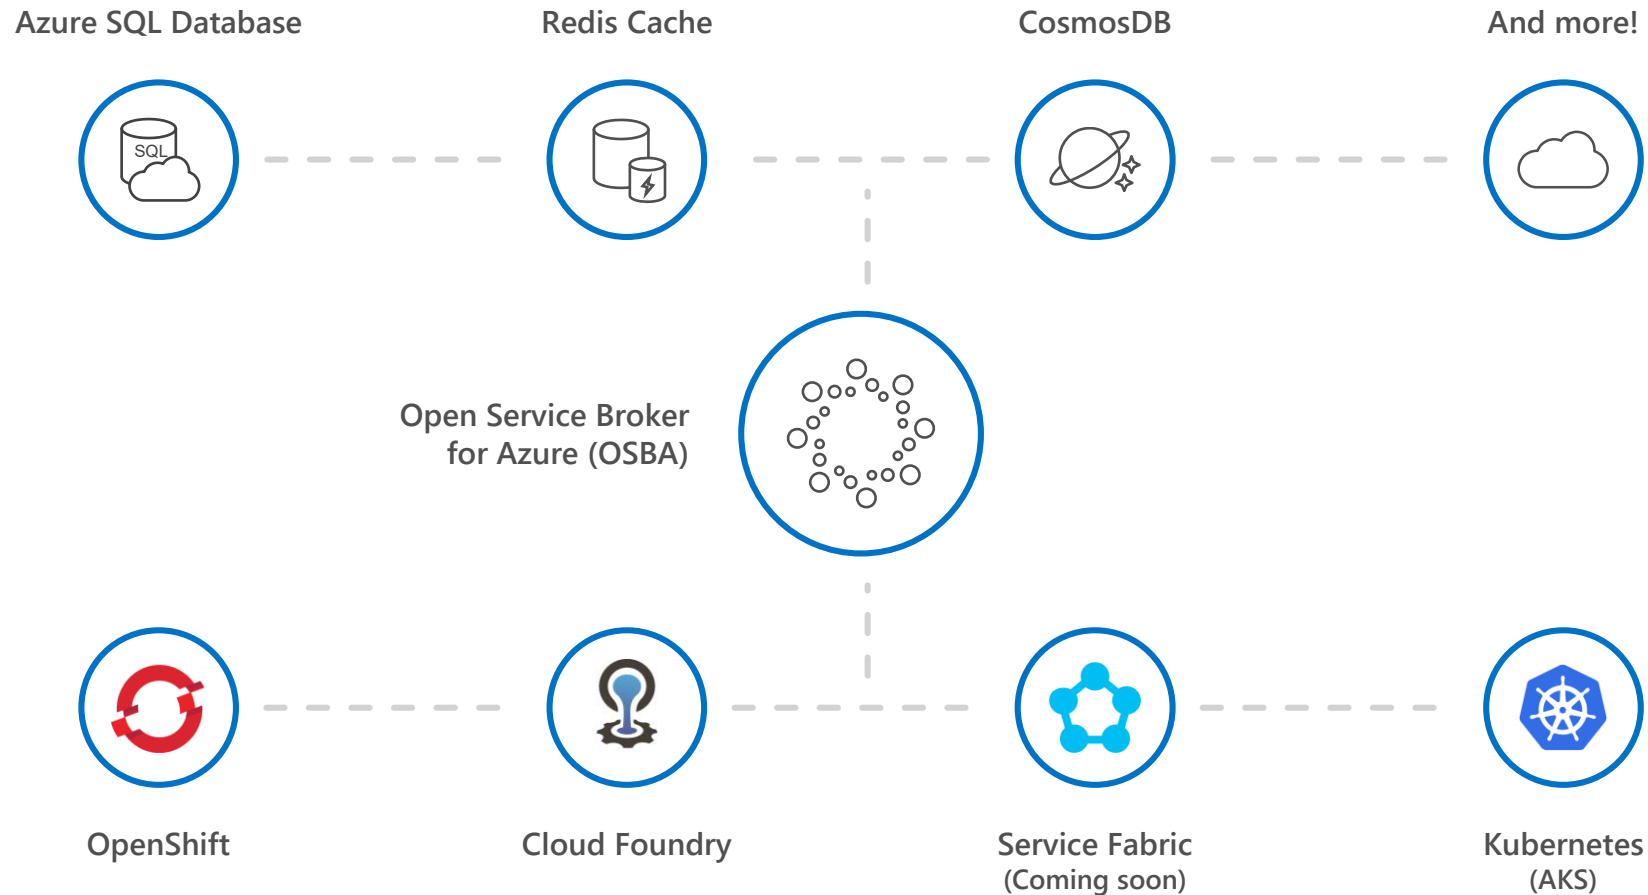 Azure SQL Database
Redis Cache
CosmosDB
And more!
SQL
Open Service Broker
for Azure (OSBA)
OpenShift
Cloud Foundry
Service Fabric
(Coming soon)
Kubernetes
(AKS)